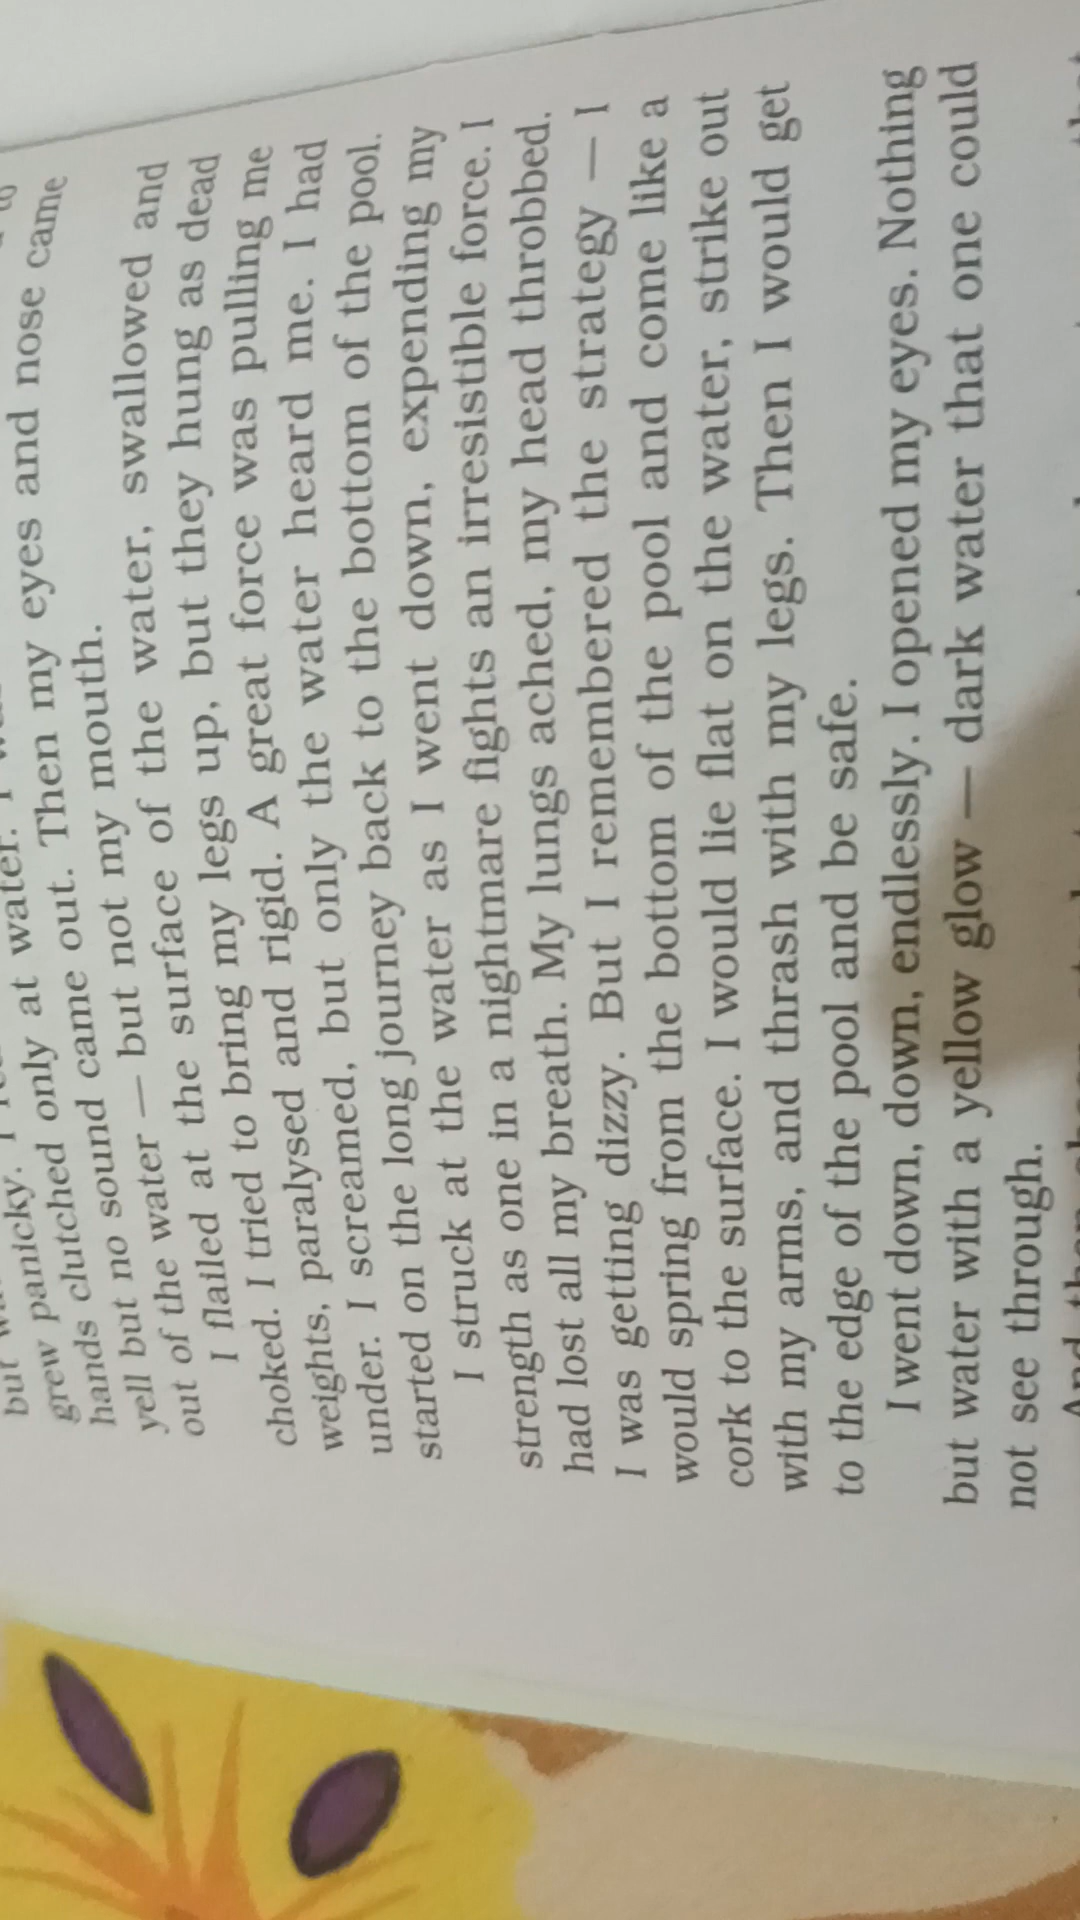 grew panicky. I
hands clutched only at water. Then my eyes and nose came
yell but no sound came out. Then my eyes and nose came
out of the water — but not my mouth.
I flailed at the surface of the water, swallowed and
choked. I tried to bring my legs up, but they hung as dead
weights, paralysed and rigid. A great force was pulling me
under. I screamed, but only the water heard me. I had
started on the long journey back to the bottom of the pool.
I struck at the water as I went down, expending my
strength as one in a nightmare fights an irresistible force. I
had lost all my breath. My lungs ached, my head throbbed.
I was getting dizzy. But I remembered the strategy — I
would spring from the bottom of the pool and come like a
cork to the surface. I would lie flat on the water, strike out
with my arms, and thrash with my legs. Then I would get
to the edge of the pool and be safe.
I went down, down, endlessly. I opened my eyes. Nothing
but water with a yellow glow — dark water that one could
not see through.